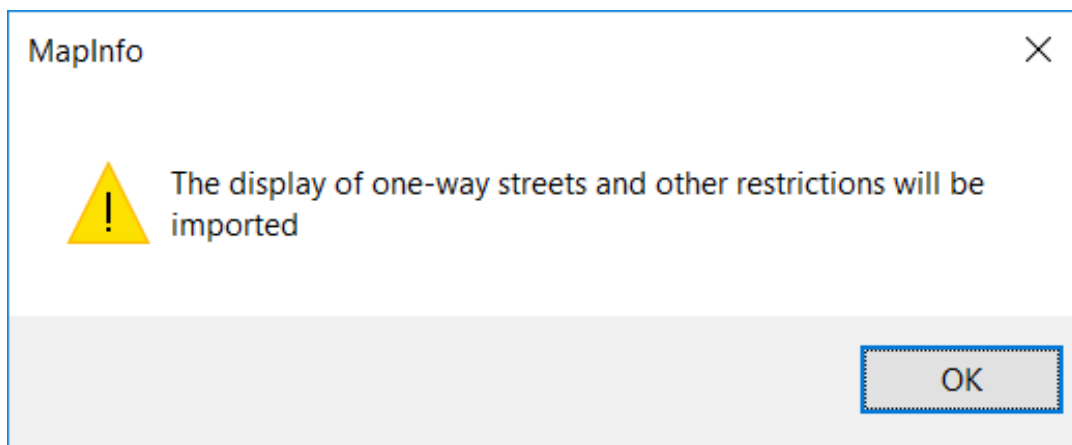 MapInfo
The display of one-way streets and other restrictions will be
imported
OK